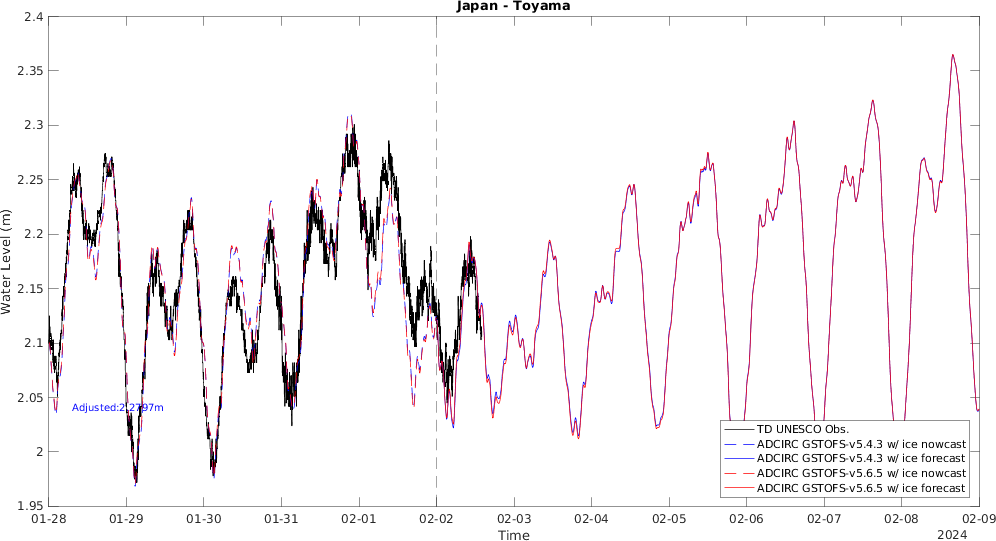 Japan - Toyama
2.4
2.35
2.3
2.25
2.2
2.15
2.1
2.05
2
1.95
Water Level (m)
Adjusted:2.2797m
TD UNESCO Obs.
ADCIRC GSTOFS-v5.4.3 w/ ice nowcast
ADCIRC GSTOFS-v5.4.3 w/ ice forecast
ADCIRC GSTOFS-v5.6.5 w/ ice nowcast
ADCIRC GSTOFS-v5.6.5 w/ ice forecast
01-28 01-29 01-30 01-31 02-01 02-02 02-03 02-04 02-05 02-06 02-07 02-08 02-09
Time
2024